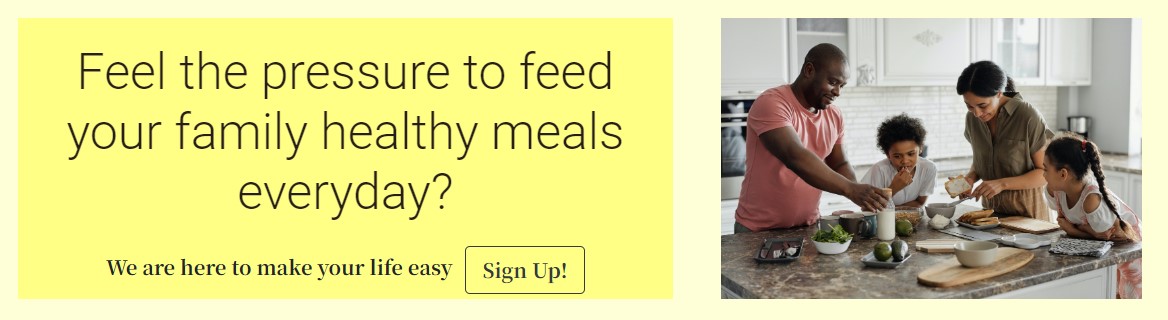 Feel the pressure to feed
your family healthy meals
everyday?
We are here to make your life easy
Sign Up!